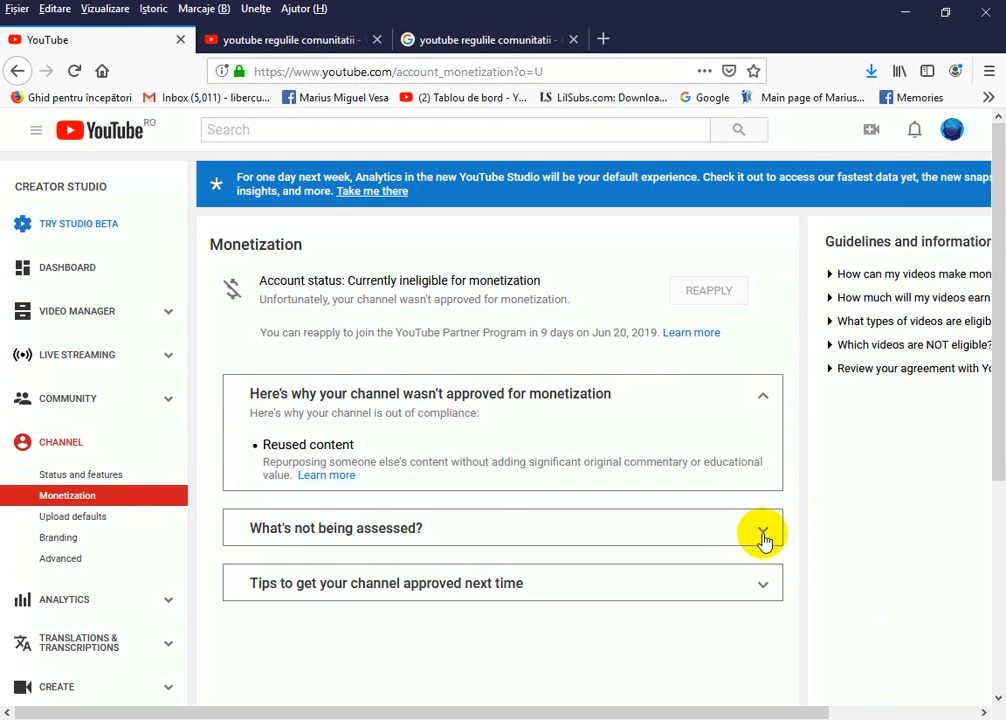 Fișier Editare Vizualizare Istoric Marcaje (B) Unelte Ajutor (H)
YouTube
youtube regulile comunitatii -
youtube regulile comunitatii -
https://www.youtube.com/account_monetization?o=U
Ghid pentru începători
Inbox (5,011) - libercu...
Marius Miguel Vesa
(2) Tablou de bord - Y...
LS LilSubs.com: Downloa...
Google
Main page of Marius...
Memories
YouTube RO
Search
CREATOR STUDIO
TRY STUDIO BETA
DASHBOARD
VIDEO MANAGER
LIVE STREAMING
COMMUNITY
CHANNEL
Status and features
Monetization
Upload defaults
Branding
Advanced
ANALYTICS
TRANSLATIONS &
TRANSCRIPTIONS
CREATE
For one day next week, Analytics in the new YouTube Studio will be your default experience. Check it out to access our fastest data yet, the new snaps
insights, and more. Take me there
Monetization
Account status: Currently ineligible for monetization
Unfortunately, your channel wasn't approved for monetization.
REAPPLY
You can reapply to join the YouTube Partner Program in 9 days on Jun 20, 2019. Learn more
Here's why your channel wasn't approved for monetization
Here's why your channel is out of compliance:
• Reused content
Repurposing someone else's content without adding significant original commentary or educational
value. Learn more
What's not being assessed?
Tips to get your channel approved next time
Guidelines and information
How can my videos make mon
How much will my videos earn
What types of videos are eligib
Which videos are NOT eligible?
Review your agreement with Yo